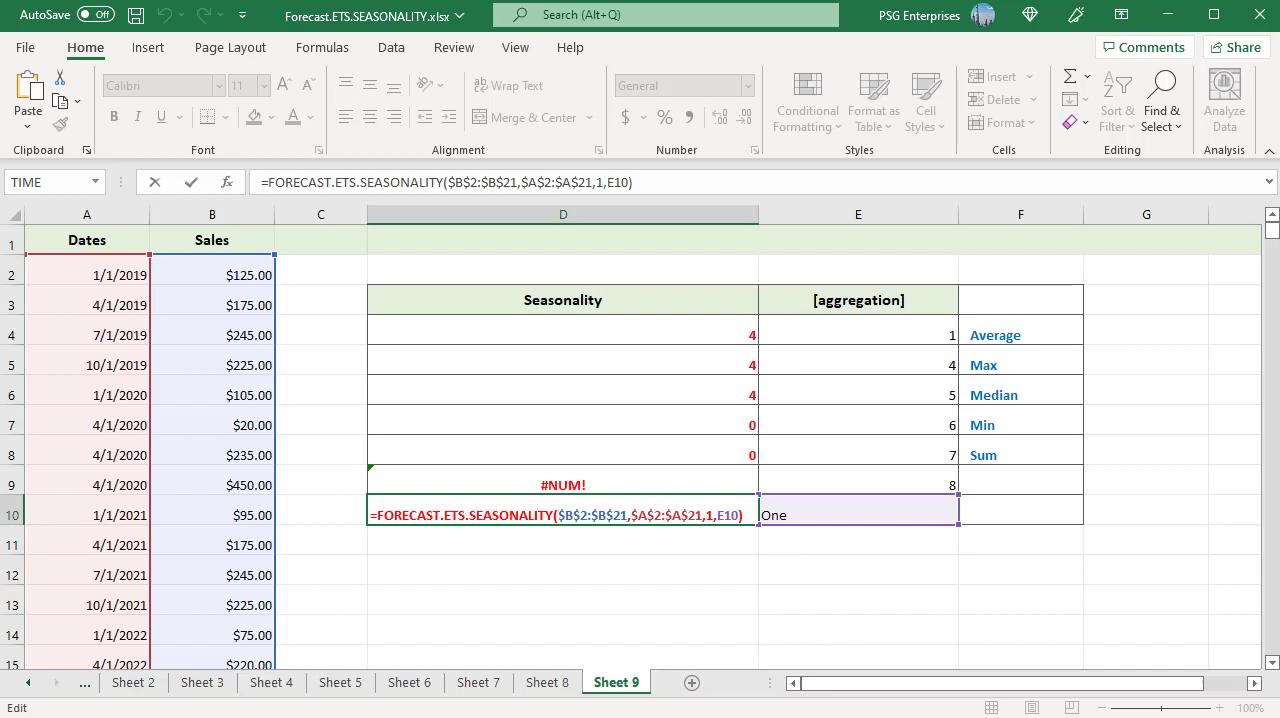 AutoSave Off Forecast.ETS.SEASONALITY.xlsx Search (Alt+Q) PSG Enterprises
File Home Insert Page Layout Formulas Data Review View Help Comments Share
Paste Calibri 11 Wrap Text General Conditional Formatting Format as Table Cell Styles Insert Sort & Filter Find & Select Analyze Data
B I U Merge & Center $ % Delete
Format
Clipboard Font Alignment Number Styles Cells Editing Analysis
TIME fx =FORECAST.ETS.SEASONALITY($B$2:$B$21,$A$2:$A$21,1,E10)
A B C D E F G
1 Dates Sales
2 1/1/2019 $125.00
3 4/1/2019 $175.00 Seasonality [aggregation]
4 7/1/2019 $245.00 4 1 Average
5 10/1/2019 $225.00 4 4 Max
6 1/1/2020 $105.00 4 5 Median
7 4/1/2020 $20.00 0 6 Min
8 4/1/2020 $235.00 0 7 Sum
9 4/1/2020 $450.00 #NUM! 8
10 1/1/2021 $95.00 =FORECAST.ETS.SEASONALITY($B$2:$B$21,$A$2:$A$21,1,E10) One
11 4/1/2021 $175.00
12 7/1/2021 $245.00
13 10/1/2021 $225.00
14 1/1/2022 $75.00
15 4/1/2022 $220.00
... Sheet 2 Sheet 3 Sheet 4 Sheet 5 Sheet 6 Sheet 7 Sheet 8 Sheet 9
Edit 100%